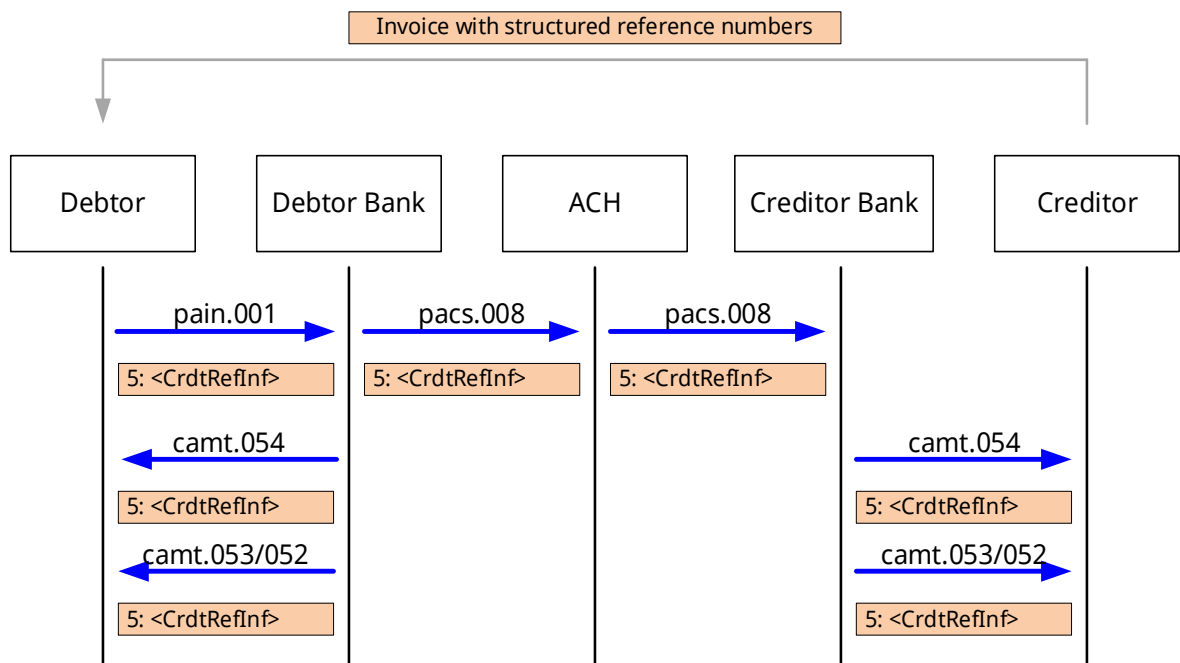 Invoice with structured reference numbers
Debtor
Debtor Bank
ACH
Creditor Bank
Creditor
pain.001
pacs.008
pacs.008
5: <CrdtRefInf>
5: <CrdtRefInf>
5: <CrdtRefInf>
camt.054
camt.054
5: <CrdtRefInf>
5: <CrdtRefInf>
camt.053/052
camt.053/052
5: <CrdtRefInf>
5: <CrdtRefInf>